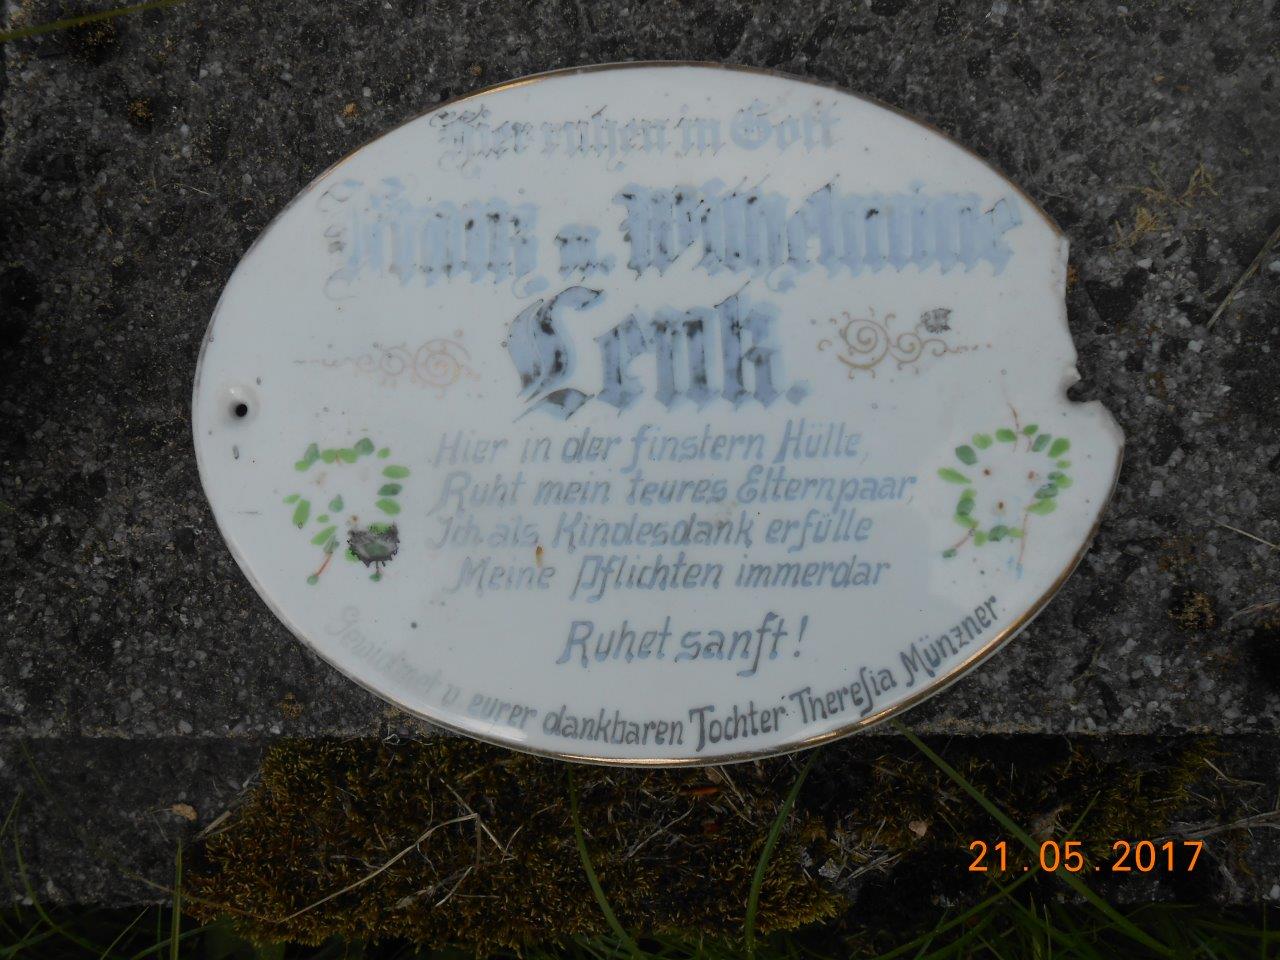 Hier ruhen in Gott
Franz u. Wilhelmine
Lenk.
Hier in der finstern Hülle,
Ruht mein teures Elternpaar,
Ich als Kindesdank erfülle
Meine Pflichten immerdar
Ruhet sanft!
Gewidmet v. eurer dankbaren Tochter Theresia Münzner.
21.05.2017